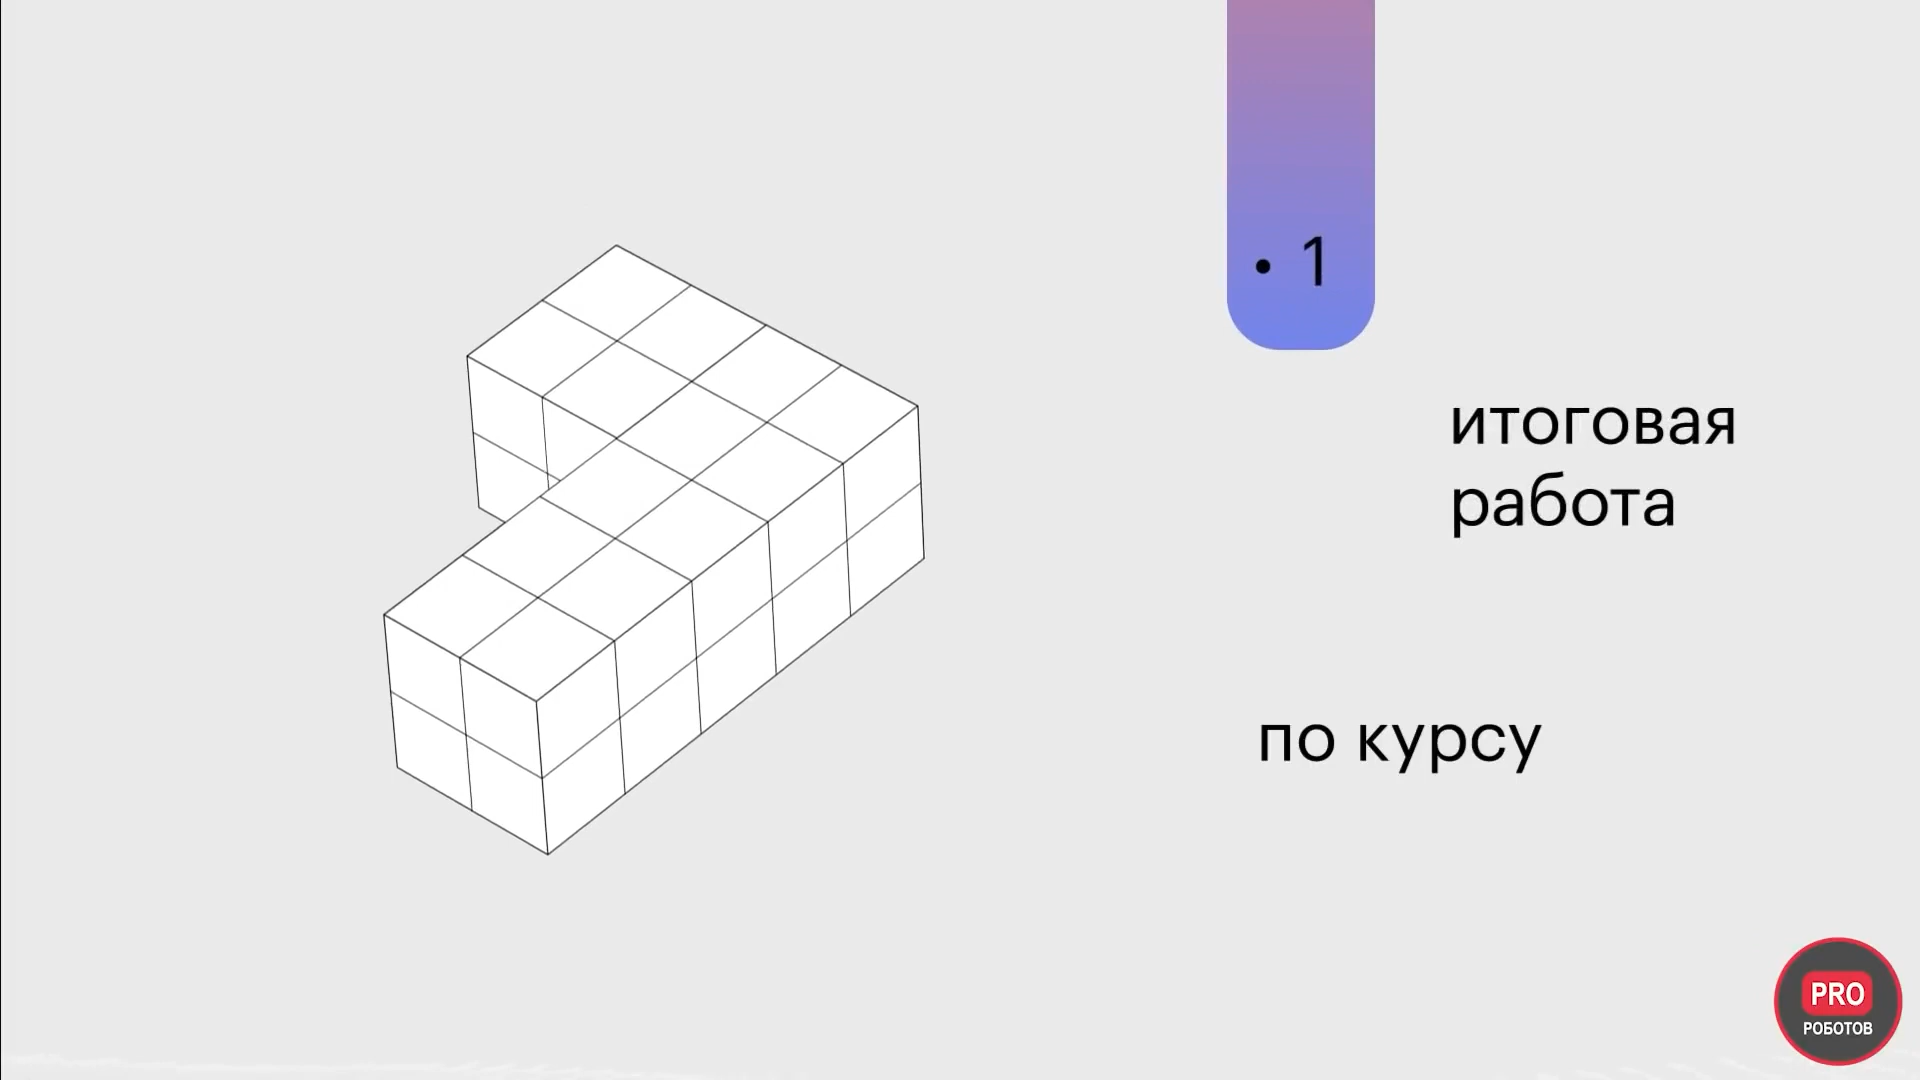 • 1
итоговая
работа
по курсу
PRO
РОБОТОВ